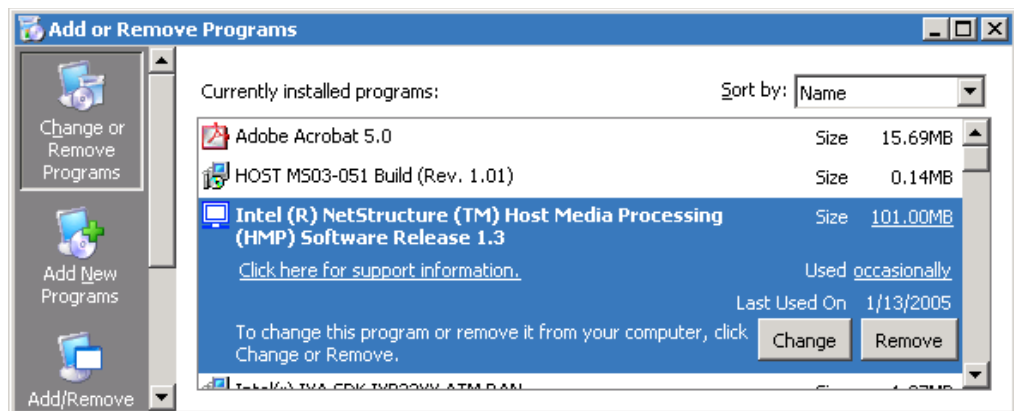 Add or Remove Programs
Change or
Remove
Programs
Add New
Programs
Add/Remove
Currently installed programs:
Sort by: Name
Adobe Acrobat 5.0 Size 15.69MB
HOST MS03-051 Build (Rev. 1.01) Size 0.14MB
Intel (R) NetStructure (TM) Host Media Processing Size 101.00MB
(HMP) Software Release 1.3
Click here for support information. Used occasionally
Last Used On 1/13/2005
To change this program or remove it from your computer, click
Change or Remove.
Change Remove